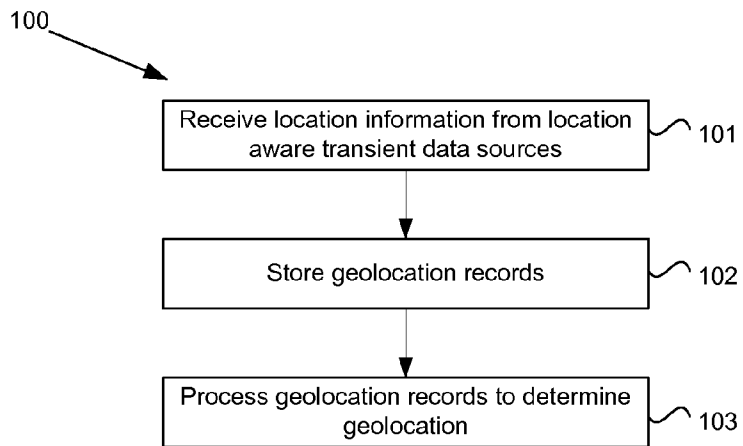 100
Receive location information from location
aware transient data sources
101
Store geolocation records
102
Process geolocation records to determine
geolocation
103